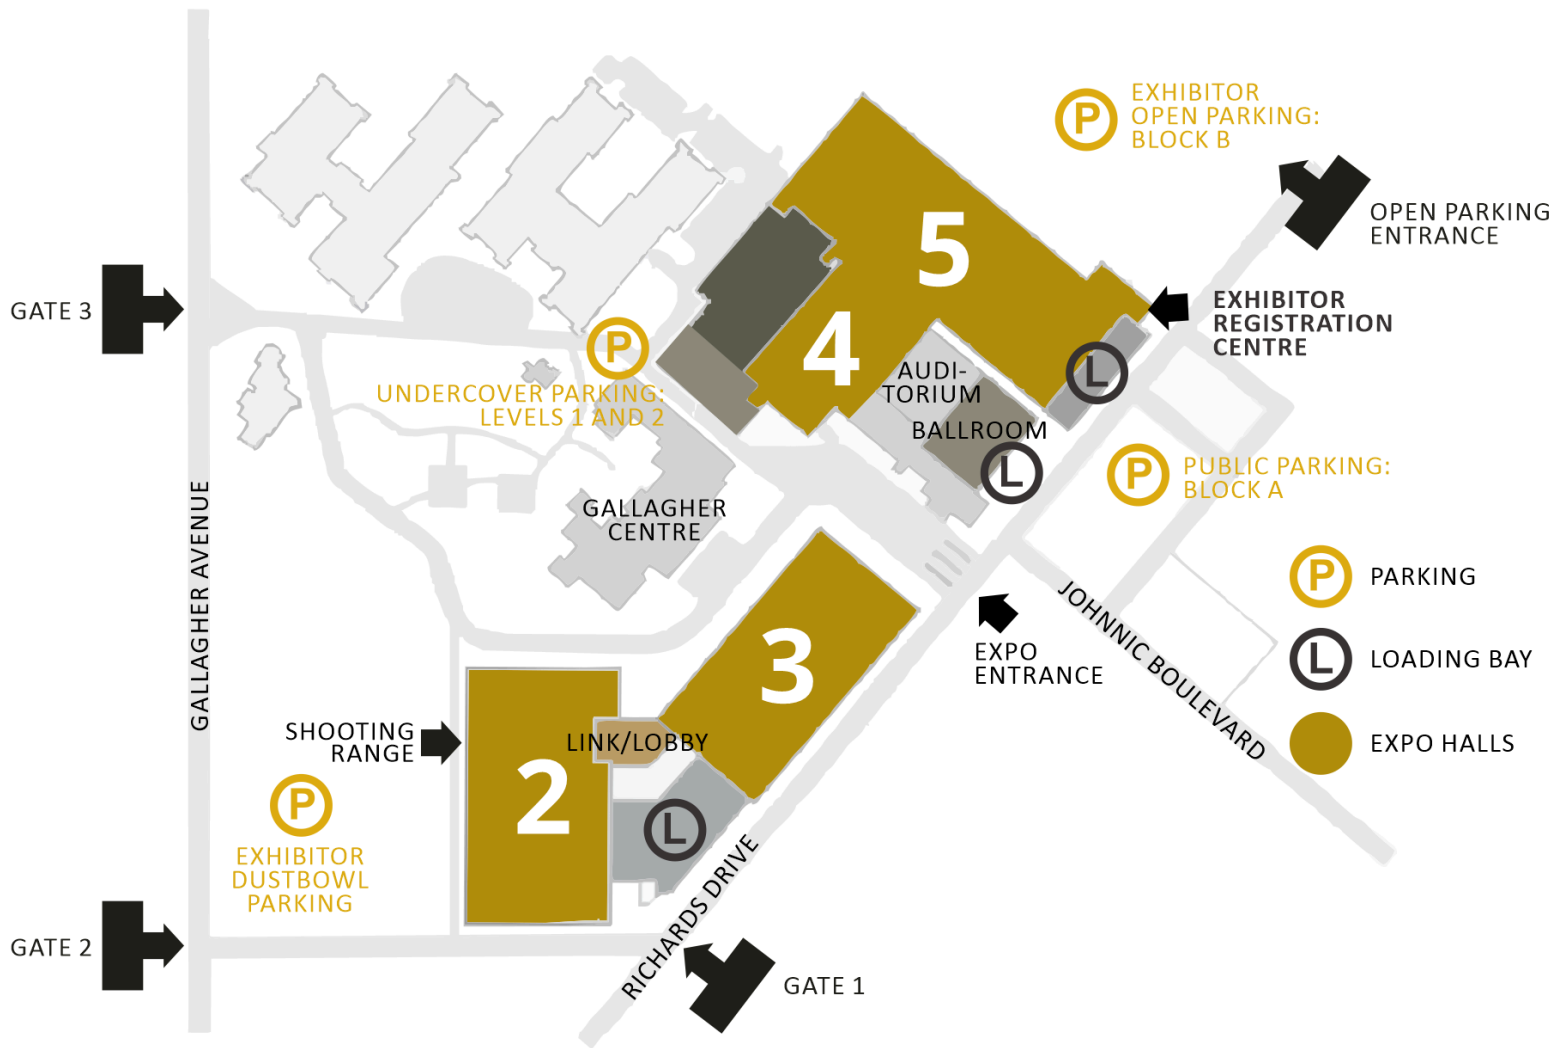 EXHIBITOR
OPEN PARKING:
BLOCK B
P
OPEN PARKING
ENTRANCE
5
GATE 3
EXHIBITOR
REGISTRATION
CENTRE
4
P
UNDERCOVER PARKING:
LEVELS 1 AND 2
AUDI-
TORIUM
L
BALLROOM
L
P
PUBLIC PARKING:
BLOCK A
GALLAGHER
CENTRE
GALLAGHER AVENUE
P
PARKING
JOHNNIC BOULEVARD
L
LOADING BAY
EXPO
ENTRANCE
3
SHOOTING
RANGE
LINK/LOBBY
EXPO HALLS
2
P
L
EXHIBITOR
DUSTBOWL
PARKING
RICHARDS DRIVE
GATE 2
GATE 1